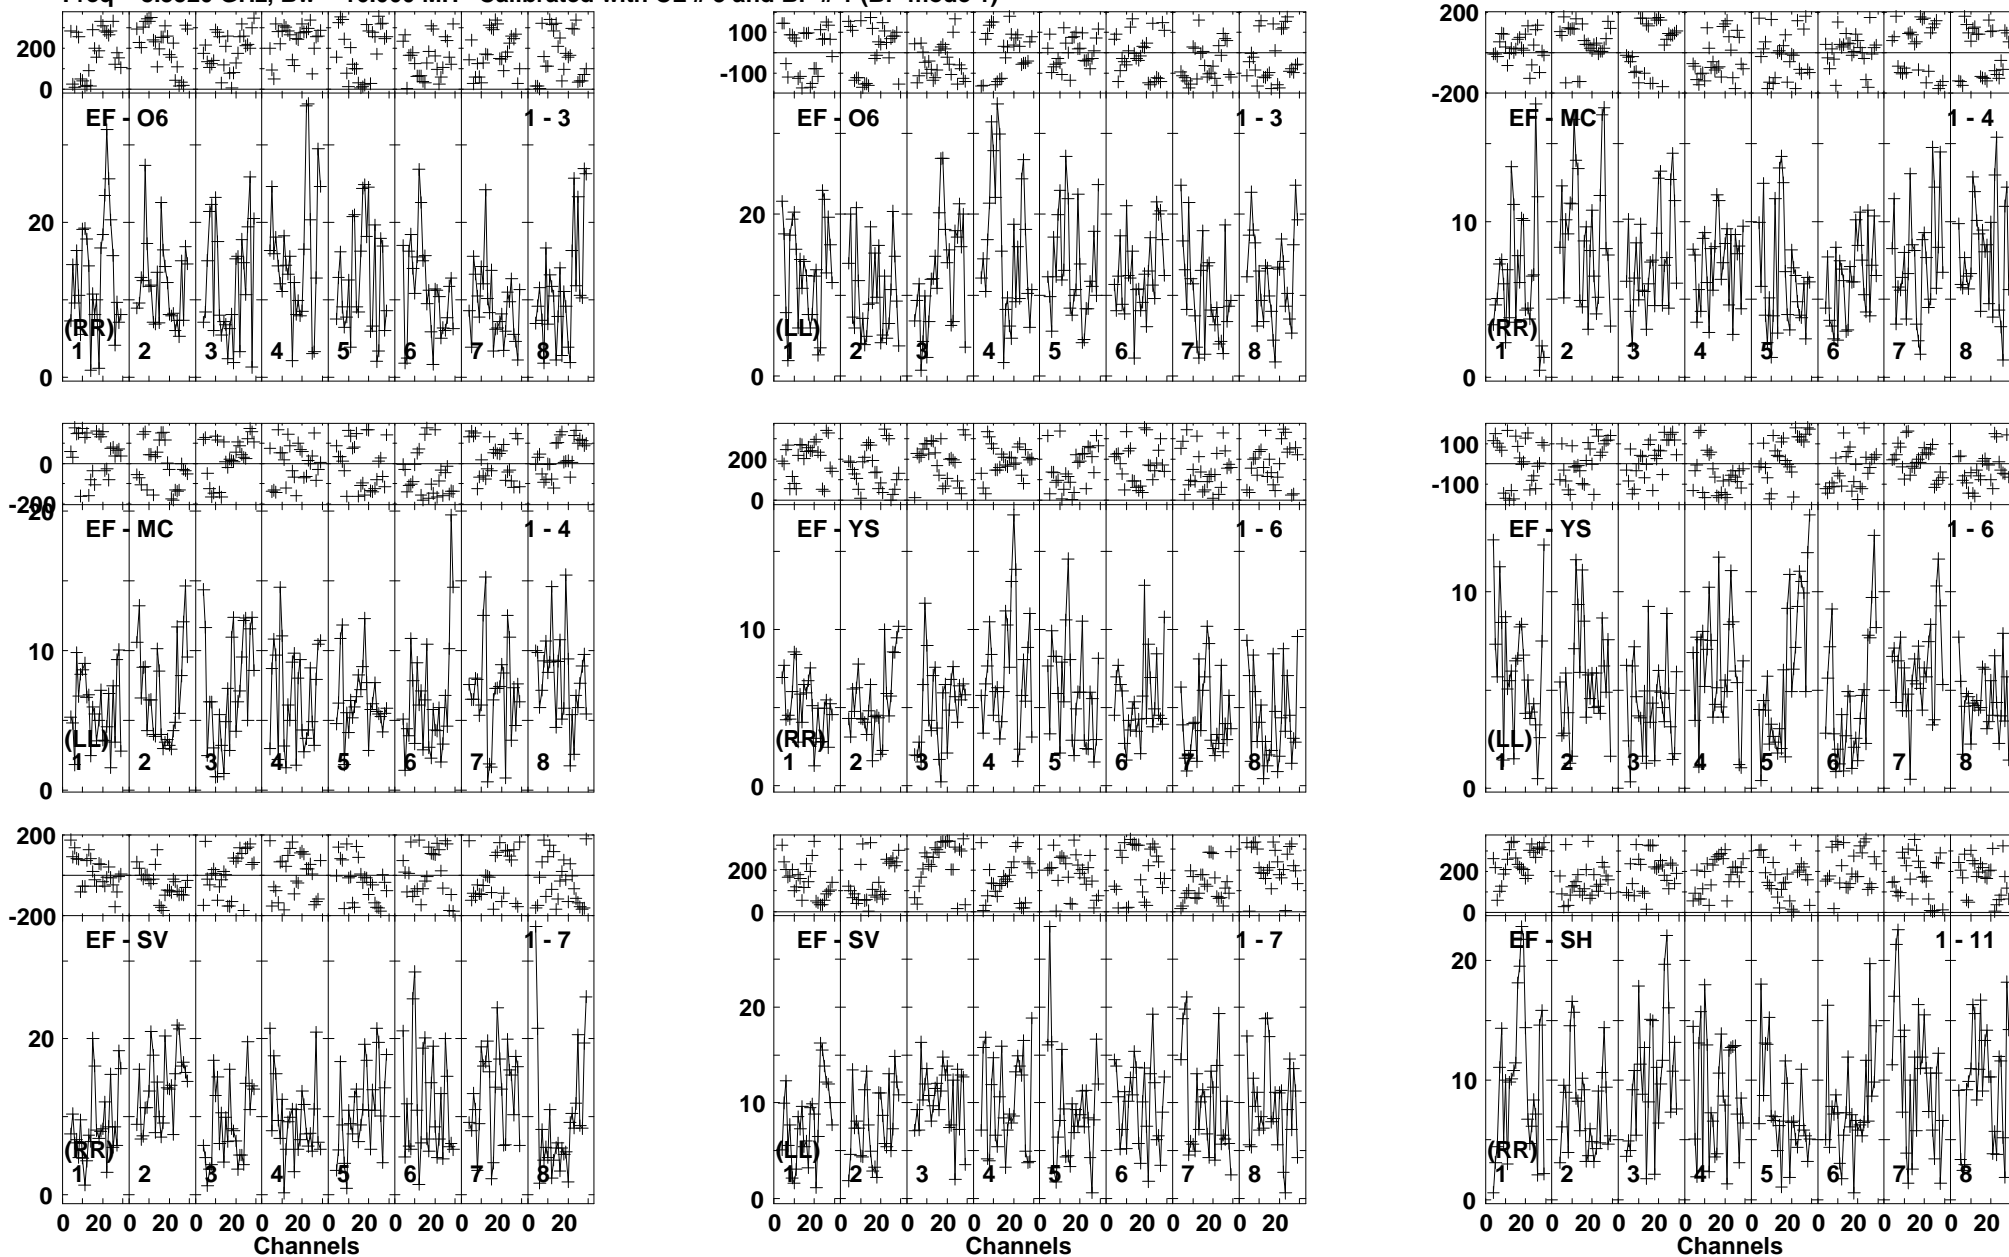 200 0 100 -100 200 -200
EF - O6 1 - 3 EF - O6 1 - 3 EF - MC 1 - 4
20 20 10
(RR) (LL) (RR)
1 2 3 4 5 6 7 8 1 2 3 4 5 6 7 8 1 2 3 4 5 6 7 8
0 0 0
0 -200 200 0 100 -100
EF - MC 1 - 4 EF - YS 1 - 6 EF - YS 1 - 6
20 10 10 10
(LL) (RR) (LL)
1 2 3 4 5 6 7 8 1 2 3 4 5 6 7 8 1 2 3 4 5 6 7 8
0 0 0
200 -200 200 0 200 0
EF - SV 1 - 7 EF - SV 1 - 7 EF - SH 1 - 11
20 20 10 20 10
(RR) (LL) (RR)
1 2 3 4 5 6 7 8 1 2 3 4 5 6 7 8 1 2 3 4 5 6 7 8
0 0 0
0 20 0 20 0 20 0 20 0 20 0 20 0 20 0 20 0 20 0 20 0 20 0 20 0 20 0 20 0 20 0 20 0 20 0 20 0 20 0 20 0 20 0 20 0 20 0 20
Channels Channels Channels